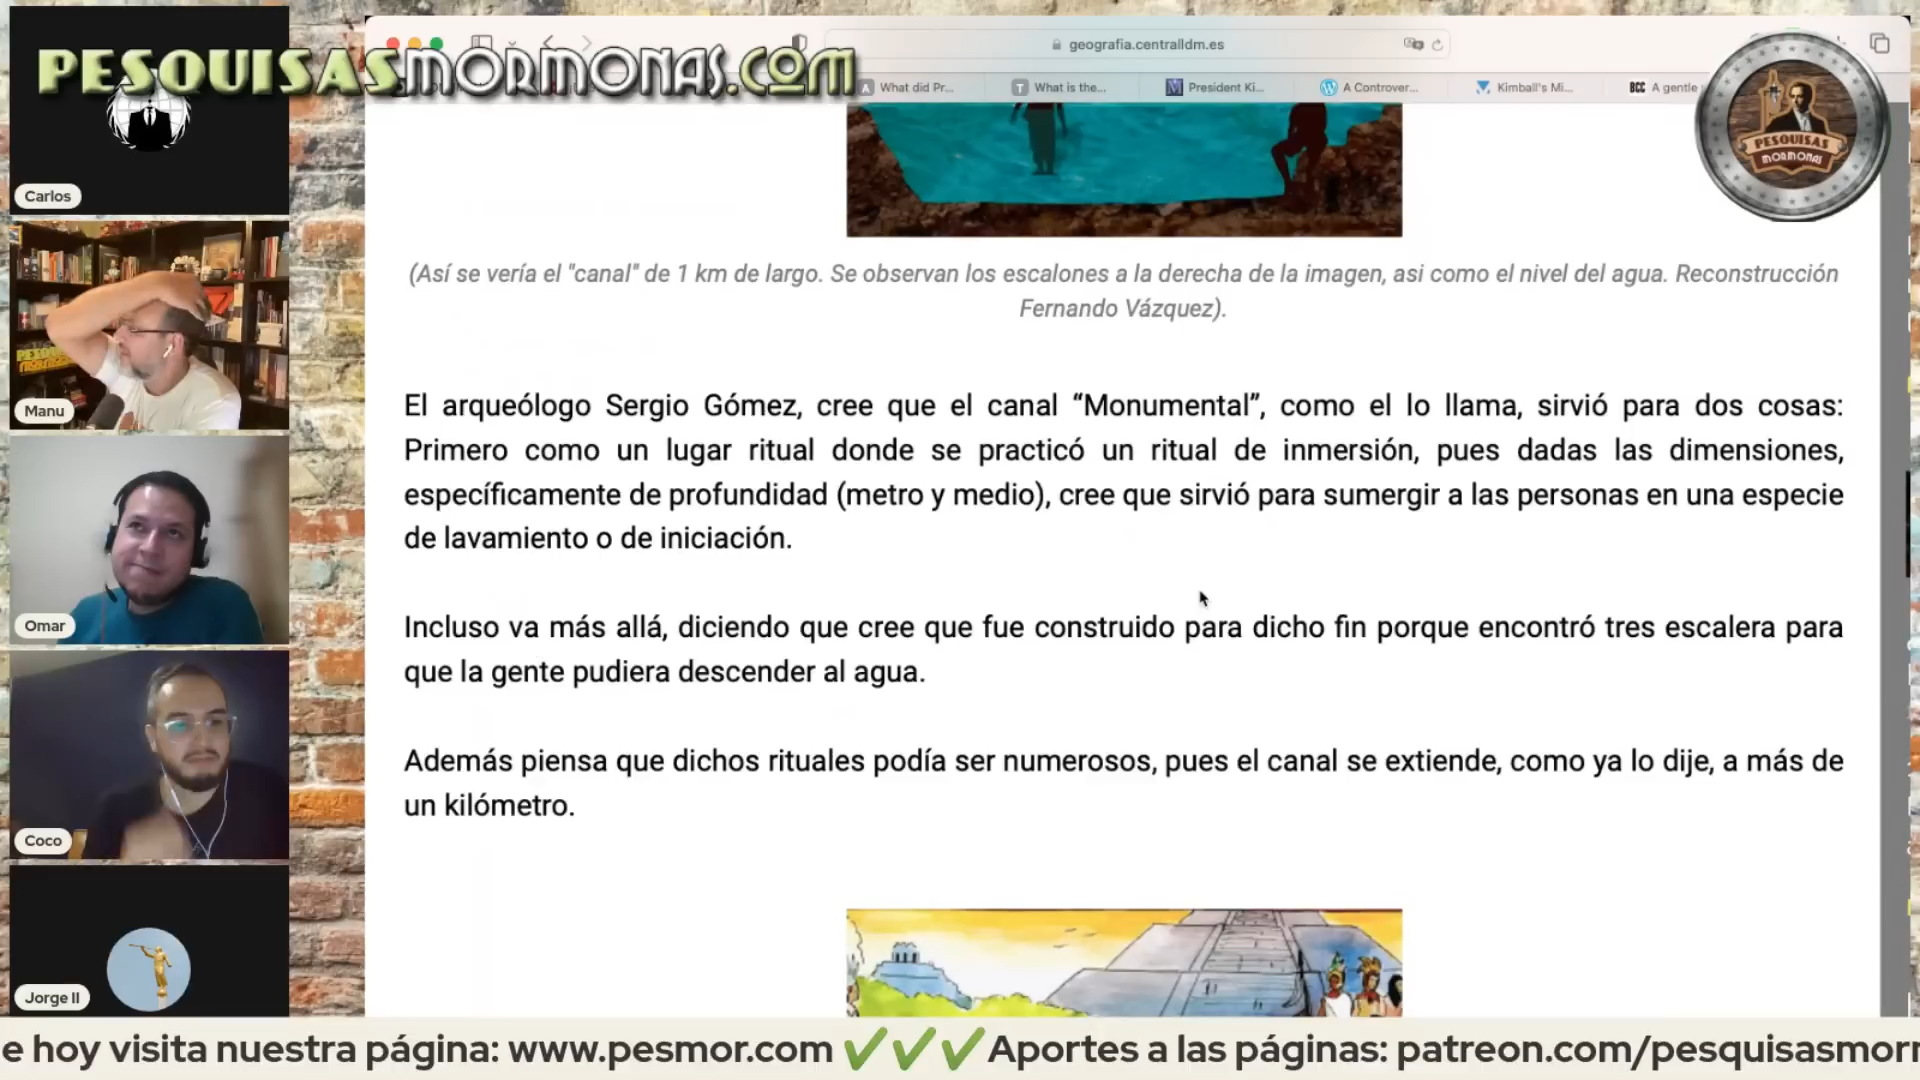 PESQUISASMORMONAS.COM
geografia.centralldm.es
What did Pr...
What is the...
President Ki...
A Controver...
Kimball's Mi...
BCC A gentle
PESQUISAS
MORMONAS
Carlos
Manu
Omar
Coco
Jorge II
(Así se vería el "canal" de 1 km de largo. Se observan los escalones a la derecha de la imagen, asi como el nivel del agua. Reconstrucción
Fernando Vázquez).
El arqueólogo Sergio Gómez, cree que el canal “Monumental”, como el lo llama, sirvió para dos cosas:
Primero como un lugar ritual donde se practicó un ritual de inmersión, pues dadas las dimensiones,
específicamente de profundidad (metro y medio), cree que sirvió para sumergir a las personas en una especie
de lavamiento o de iniciación.
Incluso va más allá, diciendo que cree que fue construido para dicho fin porque encontró tres escalera para
que la gente pudiera descender al agua.
Además piensa que dichos rituales podía ser numerosos, pues el canal se extiende, como ya lo dije, a más de
un kilómetro.
e hoy visita nuestra página: www.pesmor.com ✔✔✔ Aportes a las páginas: patreon.com/pesquisasmorm